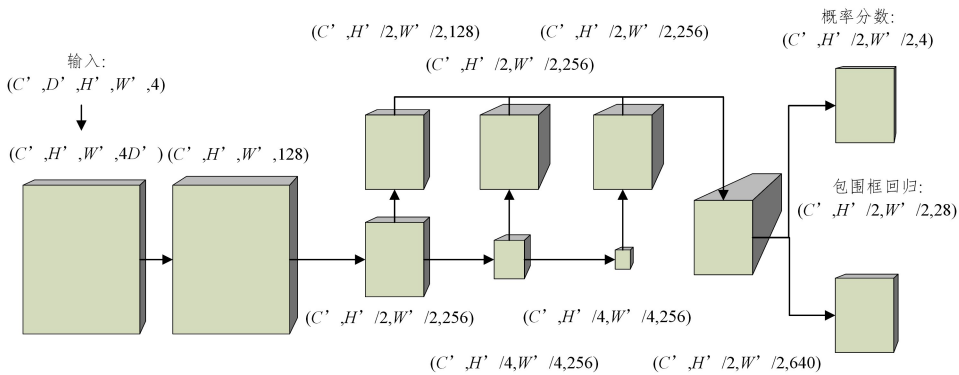 (C’,H’/2,W’/2,128)
(C’,H’/2,W’/2,256)
概率分数:
(C’,H’/2,W’/2,4)
输入:
(C’,D’,H’,W’,4)
(C’,H’/2,W’/2,256)
(C’,H’,W’,4D’)
(C’,H’,W’,128)
包围框回归:
(C’,H’/2,W’/2,28)
(C’,H’/2,W’/2,256)
(C’,H’/4,W’/4,256)
(C’,H’/4,W’/4,256)
(C’,H’/2,W’/2,640)